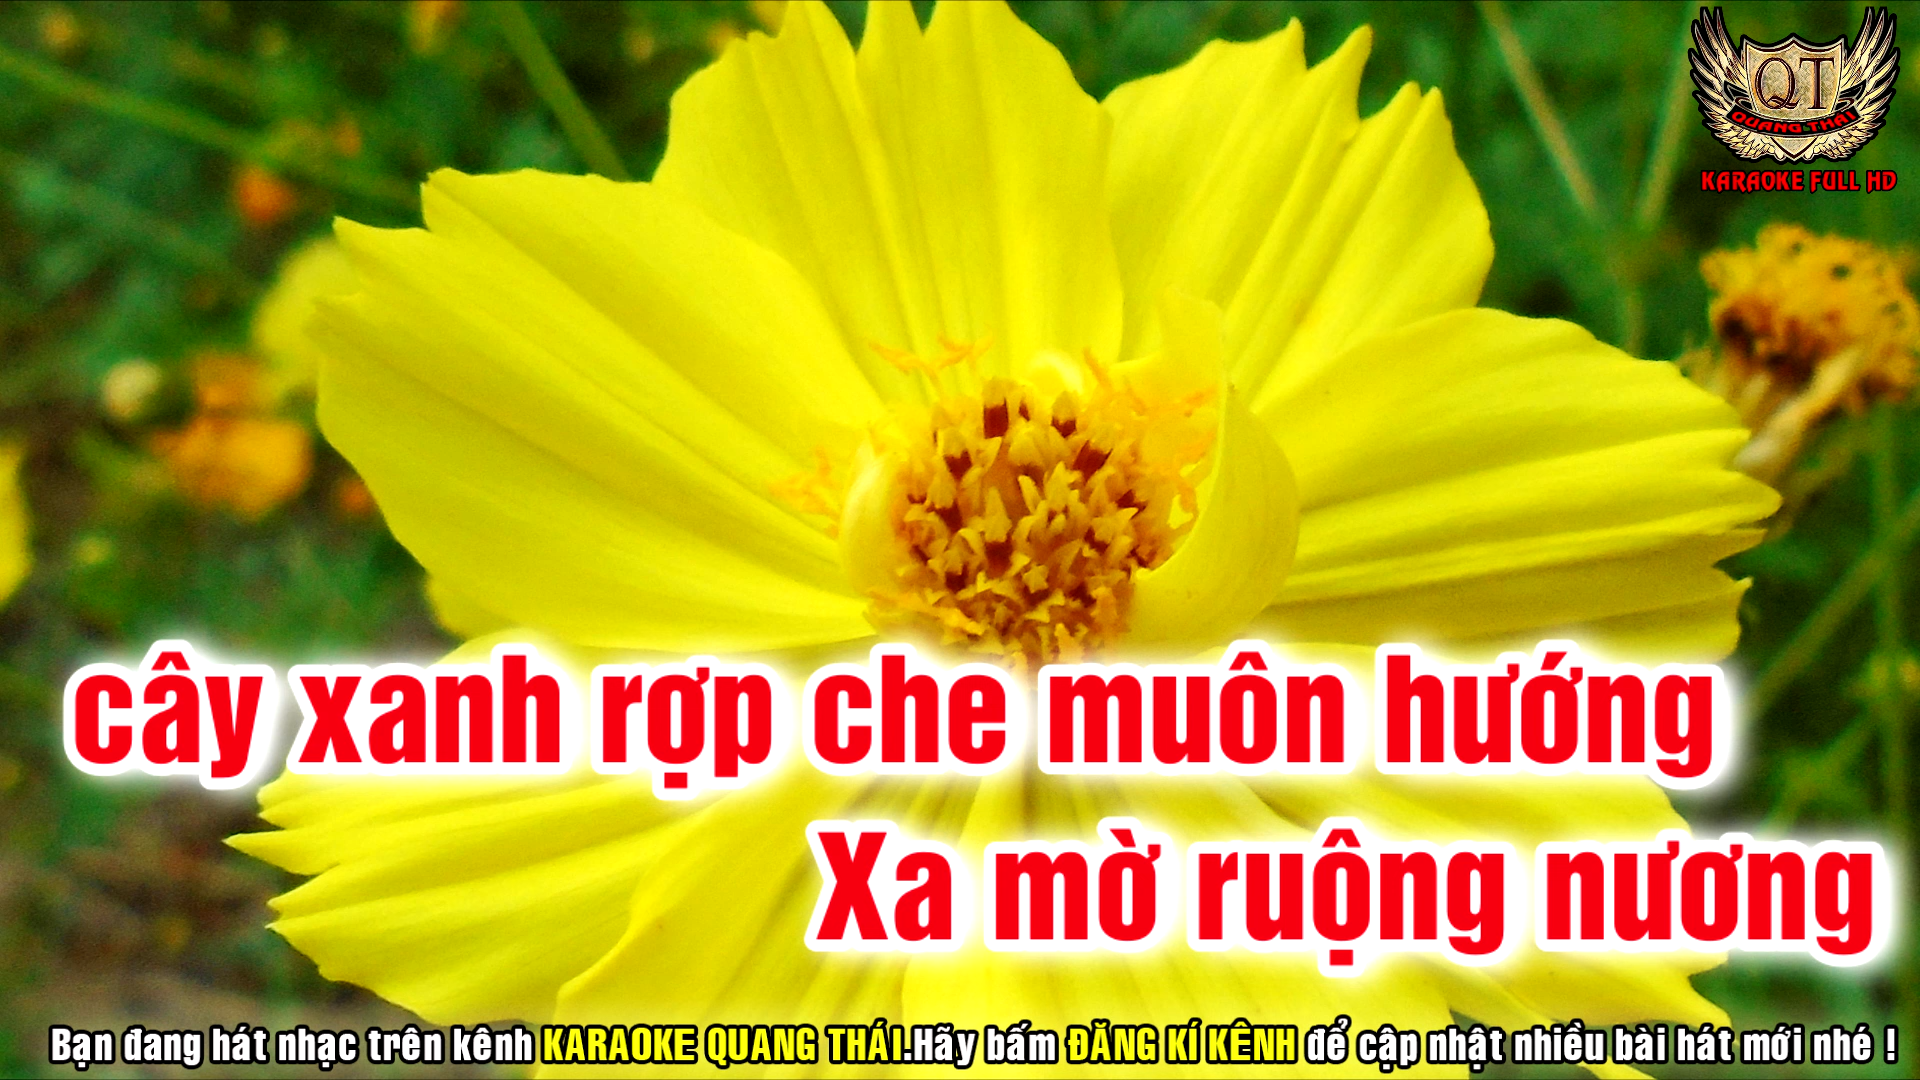 QT
QUANG THÁI
KARAOKE FULL HD
cây xanh rợp che muôn hướng
Xa mờ ruộng nương
Bạn đang hát nhạc trên kênh KARAOKE QUANG THÁI.Hãy bấm ĐĂNG KÍ KÊNH để cập nhật nhiều bài hát mới nhé !